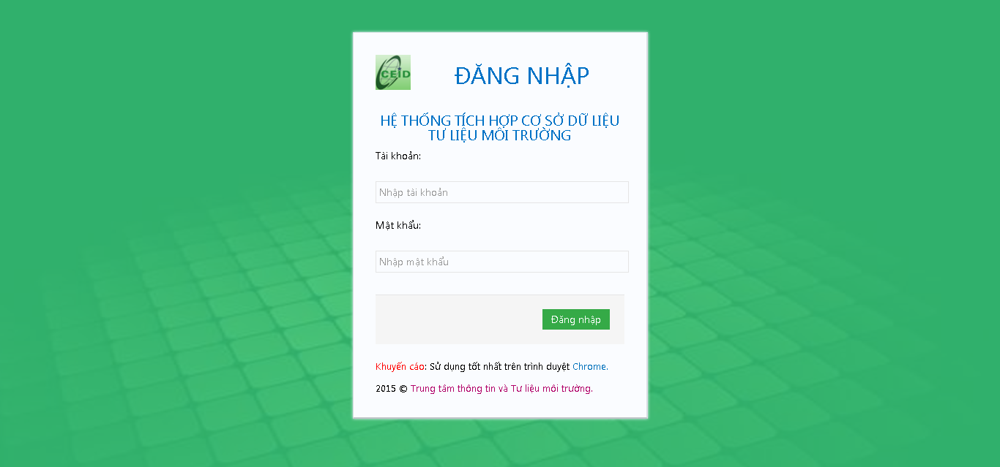 CEID
ĐĂNG NHẬP
HỆ THỐNG TÍCH HỢP CƠ SỞ DỮ LIỆU
TƯ LIỆU MÔI TRƯỜNG
Tài khoản:
Nhập tài khoản
Mật khẩu:
Nhập mật khẩu
Đăng nhập
Khuyến cáo: Sử dụng tốt nhất trên trình duyệt Chrome.
2015 © Trung tâm thông tin và Tư liệu môi trường.